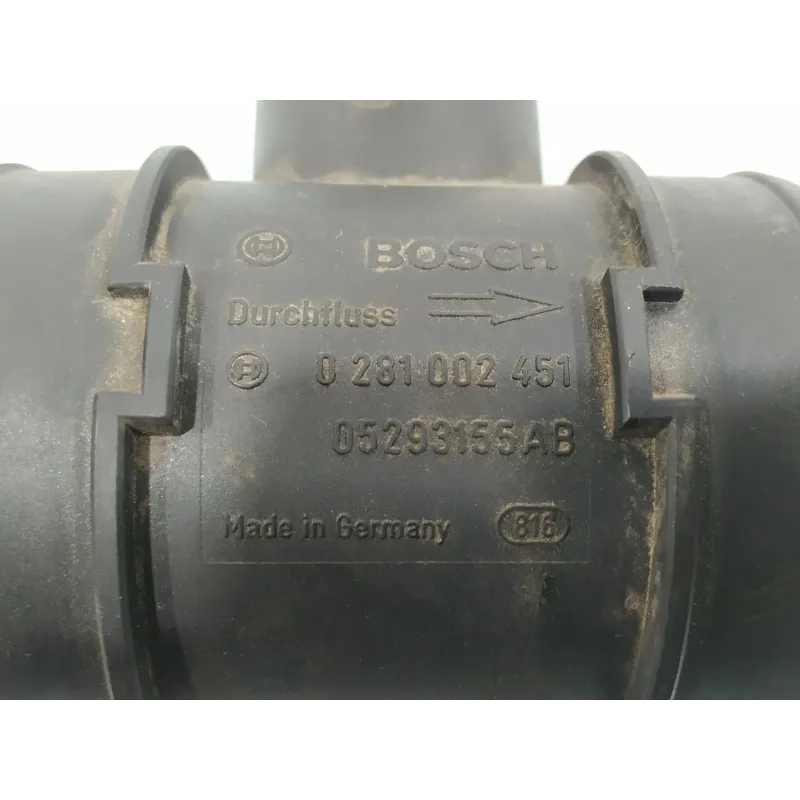 BOSCH
Durchfluss
0 281 002 451
05293155AB
Made in Germany 816